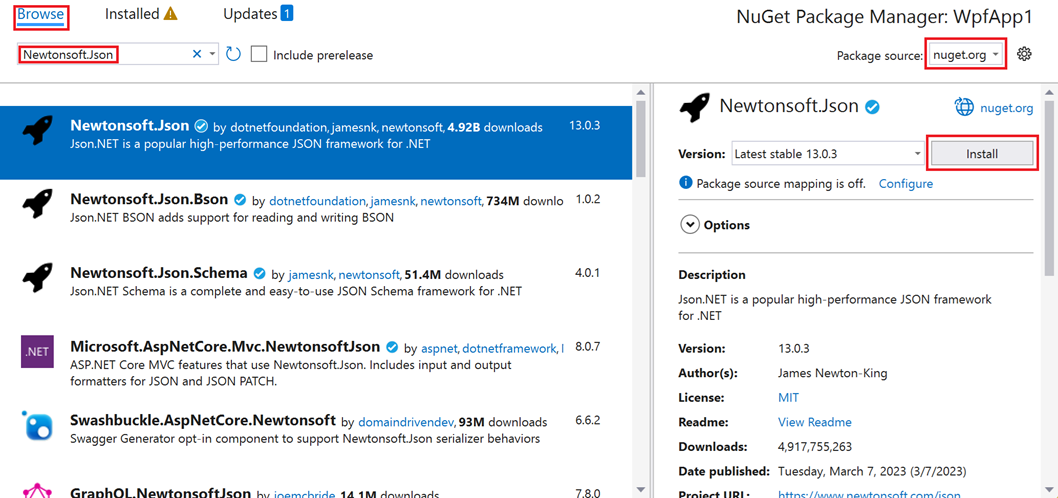 Browse Installed Updates 1
NuGet Package Manager: WpfApp1
Newtonsoft.Json Include prerelease
Package source: nuget.org
Newtonsoft.Json by dotnetfoundation, jamesnk, newtonsoft, 4.92B downloads 13.0.3
Json.NET is a popular high-performance JSON framework for .NET
Newtonsoft.Json.Bson by dotnetfoundation, jamesnk, newtonsoft, 734M downlo 1.0.2
Json.NET BSON adds support for reading and writing BSON
Newtonsoft.Json.Schema by jamesnk, newtonsoft, 51.4M downloads 4.0.1
Json.NET Schema is a complete and easy-to-use JSON Schema framework for .NET
.NET
Microsoft.AspNetCore.Mvc.NewtonsoftJson by aspnet, dotnetframework, 8.0.7
ASP.NET Core MVC features that use Newtonsoft.Json. Includes input and output
formatters for JSON and JSON PATCH.
Swashbuckle.AspNetCore.Newtonsoft by domaindrivendev, 93M downloads 6.6.2
Swagger Generator opt-in component to support Newtonsoft.Json serializer behaviors
GraphQL.NewtonsoftJson by joemcbride, 14.1M downloads 7.8.0
Newtonsoft.Json nuget.org
Version: Latest stable 13.0.3 Install
Package source mapping is off. Configure
Options
Description
Json.NET is a popular high-performance JSON framework
for .NET
Version: 13.0.3
Author(s): James Newton-King
License: MIT
Readme: View Readme
Downloads: 4,917,755,263
Date published: Tuesday, March 7, 2023 (3/7/2023)
Project URL: https://www.newtonsoft.com/json